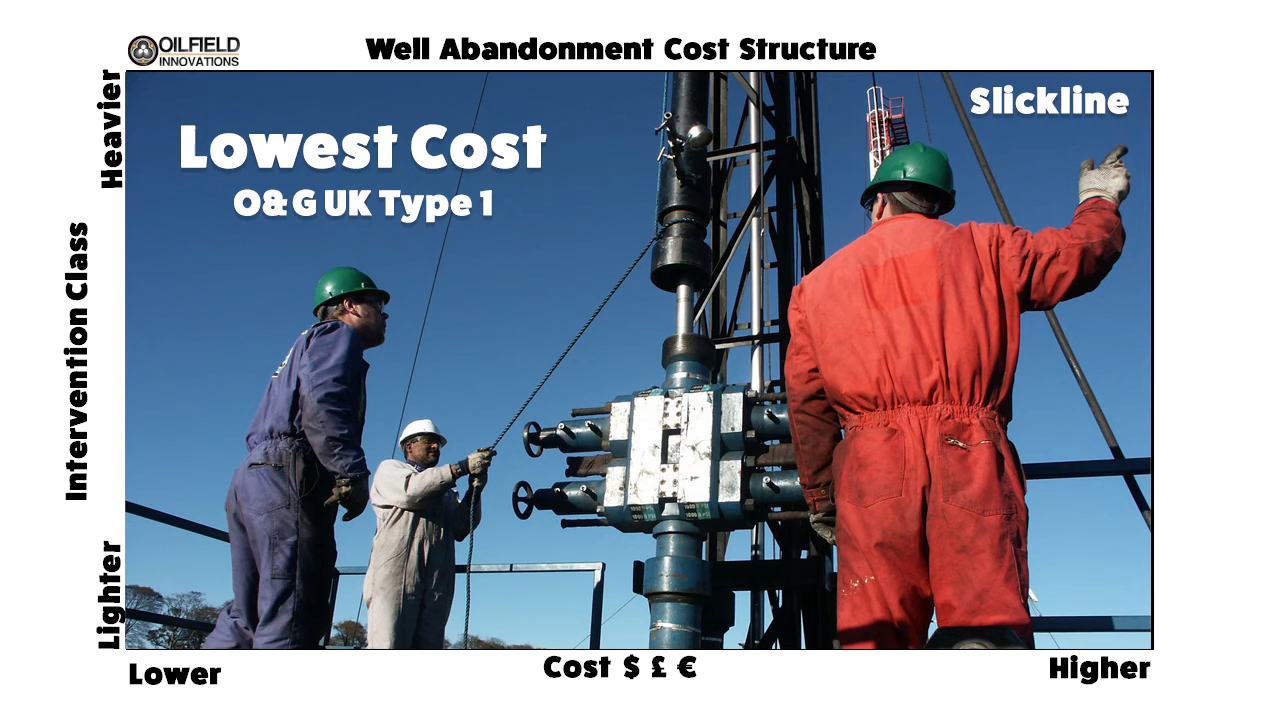 OILFIELD
INNOVATIONS
Well Abandonment Cost Structure
Heavier
Intervention Class
Lighter
Slickline
Lowest Cost
O&G UK Type 1
Lower
Cost $ £ €
Higher